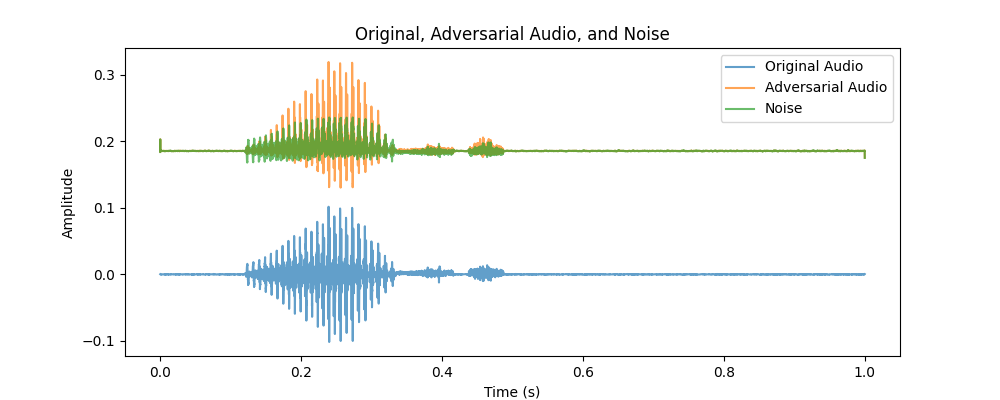 Original, Adversarial Audio, and Noise
Original Audio
Adversarial Audio
Noise
Amplitude
0.3
0.2
0.1
0.0
−0.1
0.0 0.2 0.4 0.6 0.8 1.0
Time (s)